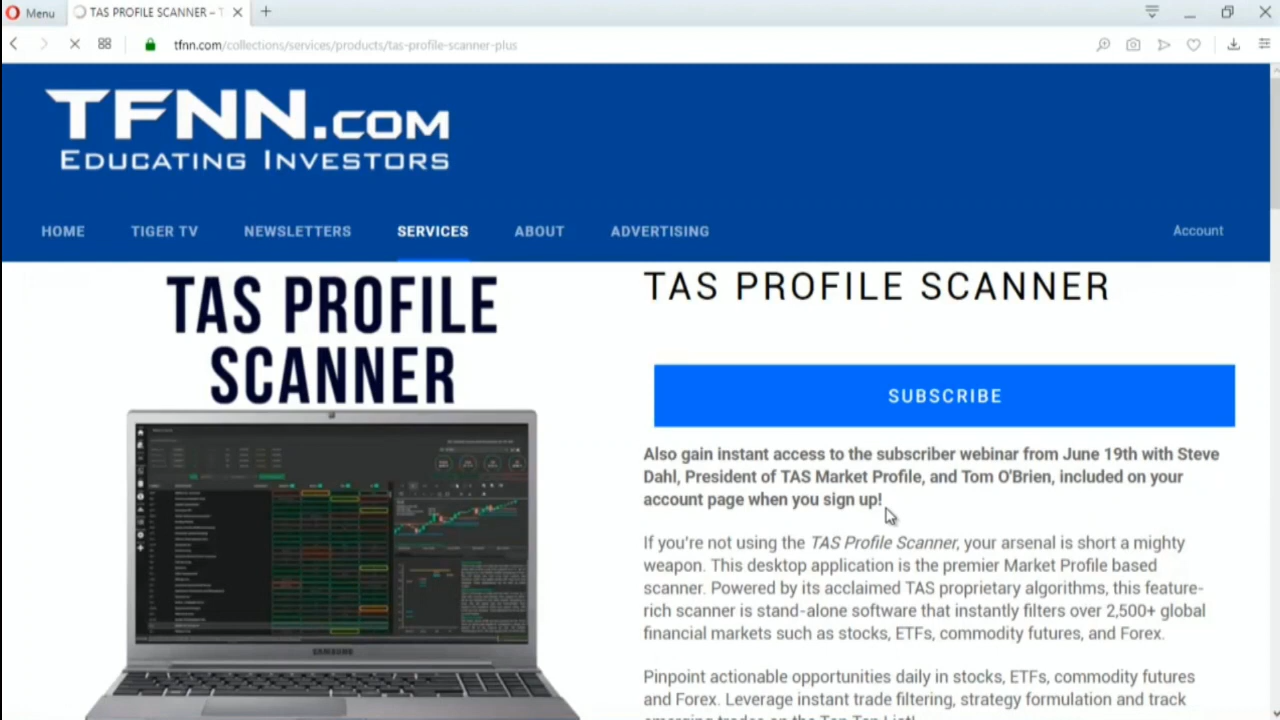 Menu
TAS PROFILE SCANNER – T
tfnn.com/collections/services/products/tas-profile-scanner-plus
TFNN.COM
EDUCATING INVESTORS
HOME TIGER TV NEWSLETTERS SERVICES ABOUT ADVERTISING Account
TAS PROFILE
SCANNER
SAMSUNG
TAS PROFILE SCANNER
SUBSCRIBE
Also gain instant access to the subscriber webinar from June 19th with Steve
Dahl, President of TAS Market Profile, and Tom O'Brien, included on your
account page when you sign up!
If you're not using the TAS Profile Scanner, your arsenal is short a mighty
weapon. This desktop application is the premier Market Profile based
scanner. Powered by its acclaimed TAS proprietary algorithms, this feature-
rich scanner is stand-alone software that instantly filters over 2,500+ global
financial markets such as stocks, ETFs, commodity futures, and Forex.
Pinpoint actionable opportunities daily in stocks, ETFs, commodity futures
and Forex. Leverage instant trade filtering, strategy formulation and track
emerging trades on the Top Ten List!